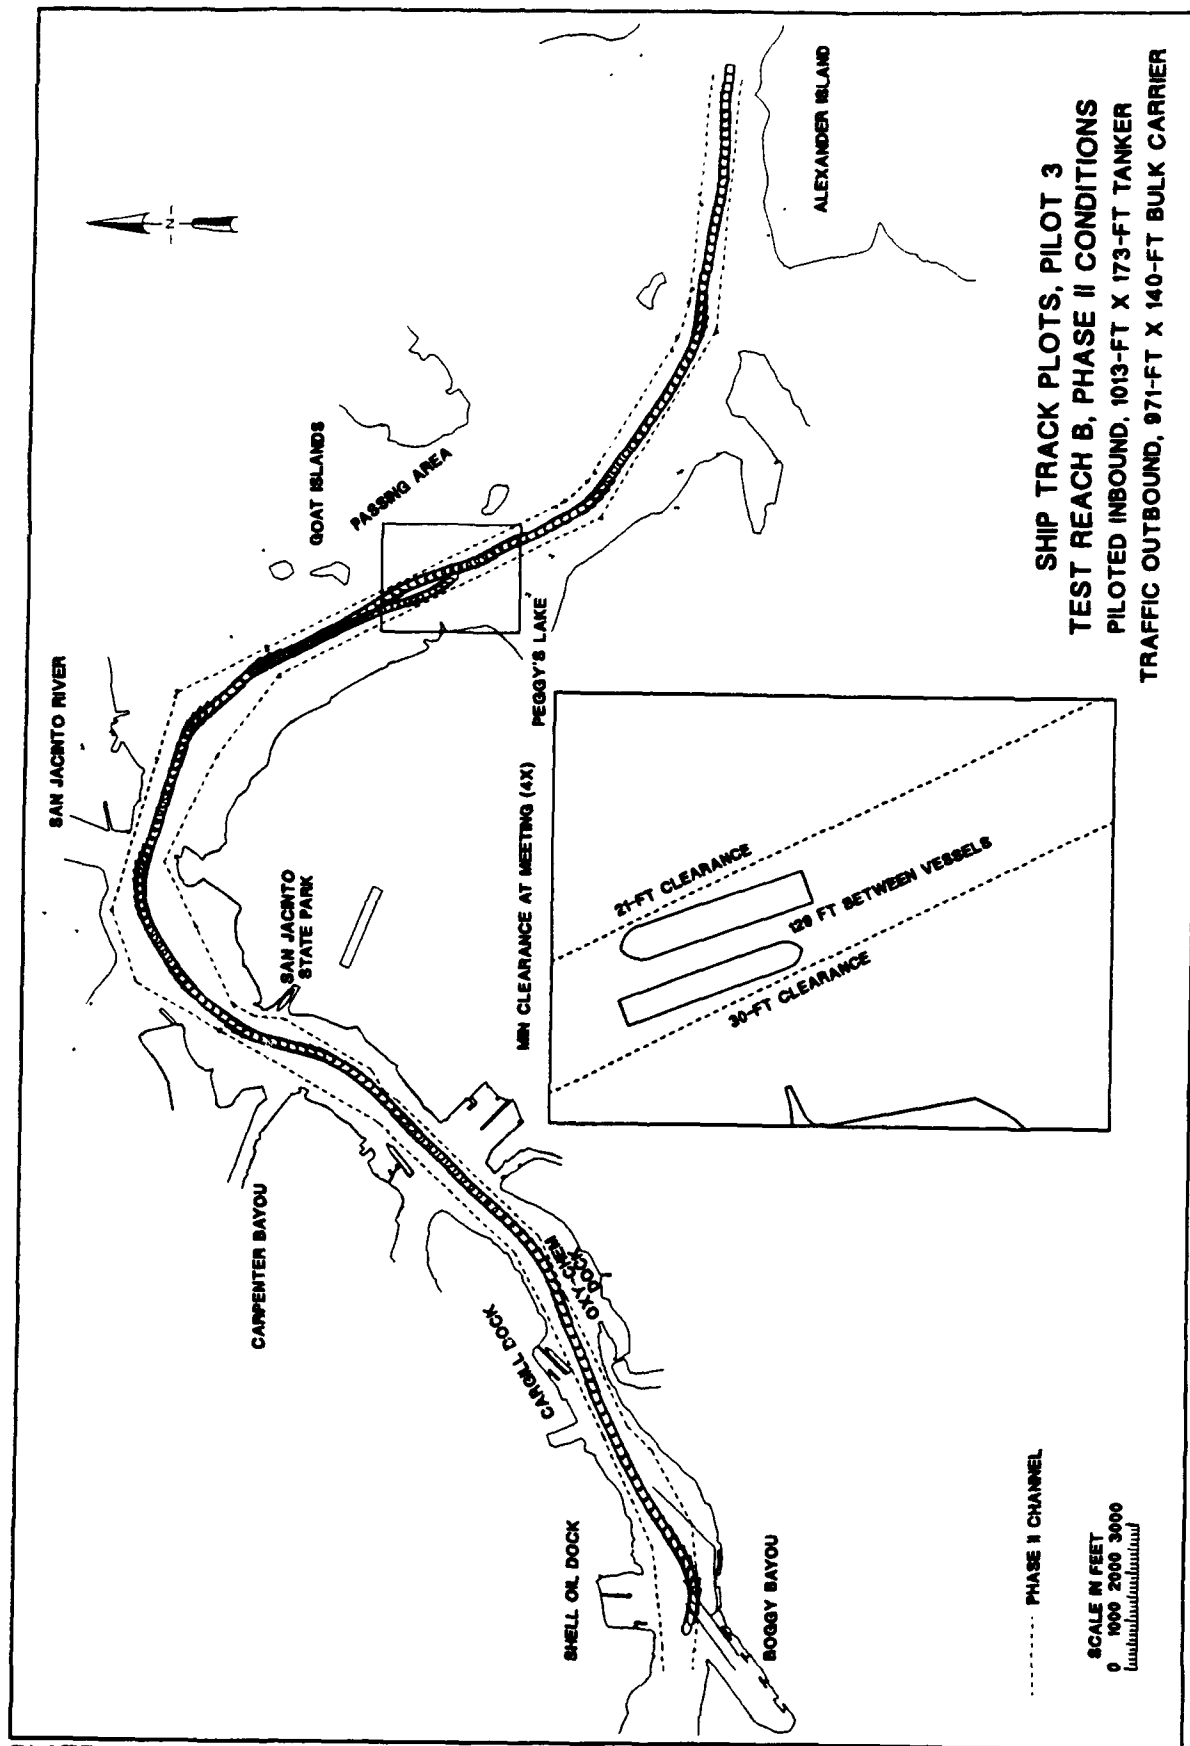 SHIP TRACK PLOTS, PILOT 3
TEST REACH B, PHASE II CONDITIONS
PILOTED INBOUND, 1013-FT X 173-FT TANKER
TRAFFIC OUTBOUND, 971-FT X 140-FT BULK CARRIER
N
ALEXANDER ISLAND
GOAT ISLANDS
PASSING AREA
SAN JACINTO RIVER
PEGGY'S LAKE
SAN JACINTO
STATE PARK
CARPENTER BAYOU
CARGILL DOCK
OXY-CHEM
DOCK
SHELL OIL DOCK
BOGGY BAYOU
MIN CLEARANCE AT MEETING (4X)
21-FT CLEARANCE
129 FT BETWEEN VESSELS
30-FT CLEARANCE
PHASE II CHANNEL
SCALE IN FEET
0 1000 2000 3000